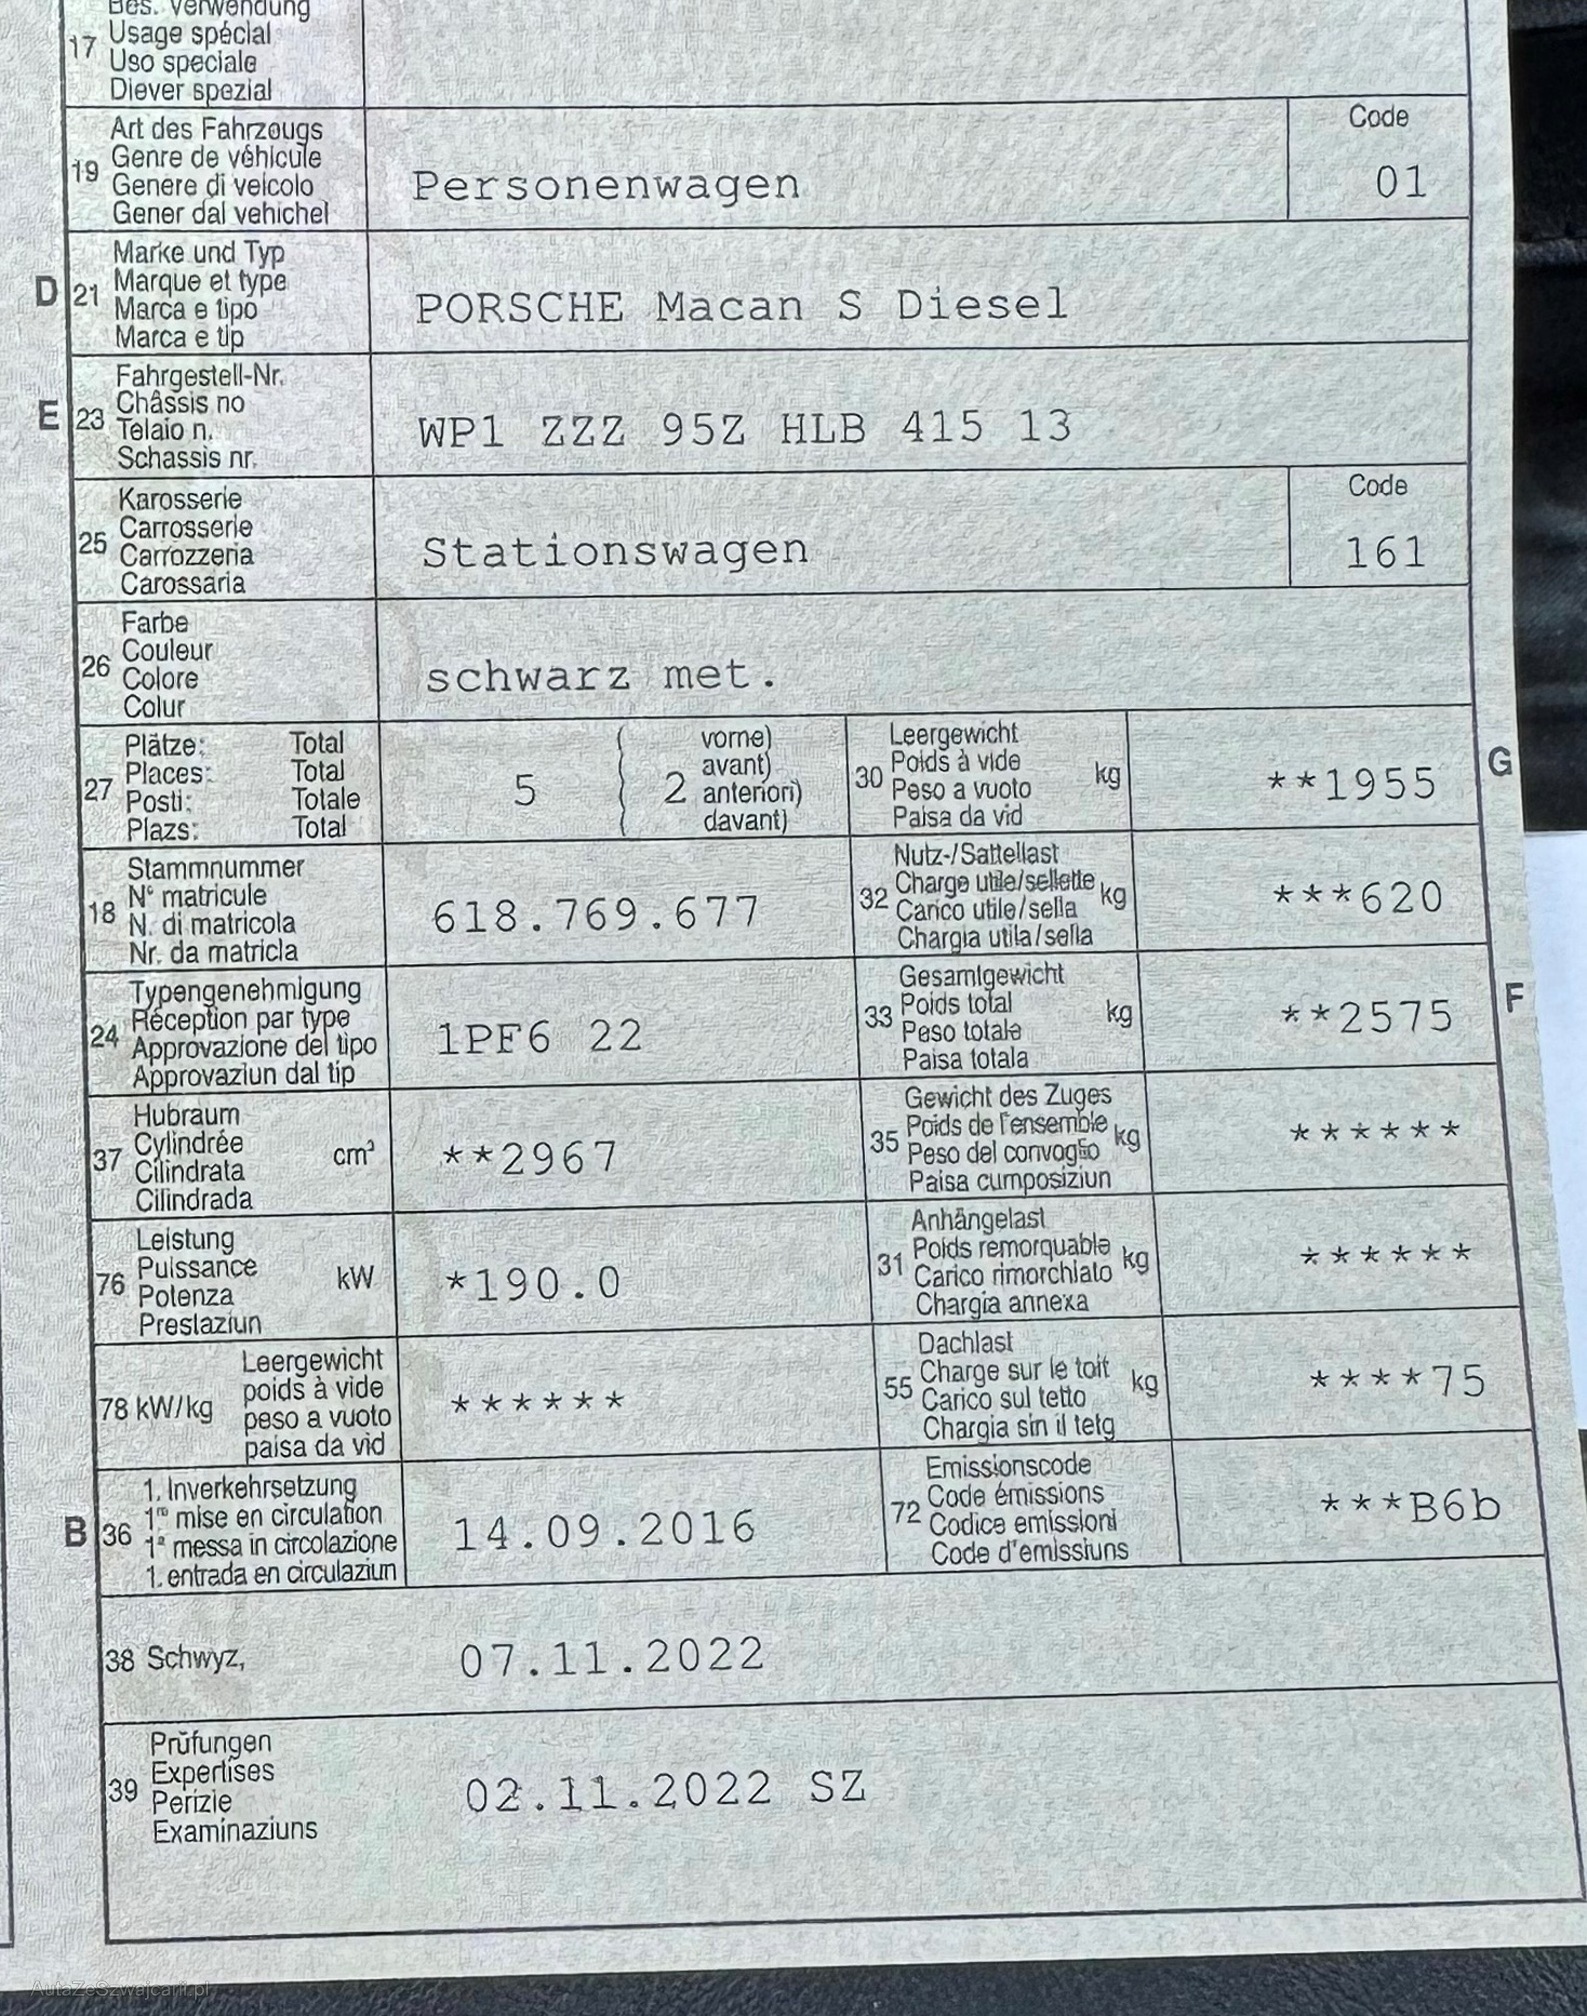 Bes. Verwendung
17 Usage spécial
Uso speciale
Diever spezial
Art des Fahrzeugs
19 Genre de véhicule
Genere di veicolo
Gener dal vehichel
Personenwagen
Code
01
D 21 Marke und Typ
Marque et type
Marca e tipo
Marca e tip
PORSCHE Macan S Diesel
E 23 Fahrgestell-Nr.
Châssis no
Telaio n.
Schassis nr.
WP1 ZZZ 95Z HLB 415 13
25 Karosserie
Carrosserie
Carrozzeria
Carossaria
Stationswagen
Code
161
26 Farbe
Couleur
Colore
Colur
schwarz met.
27 Plätze: Total
Places: Total
Posti: Totale
Plazs: Total
5 { 2 vorne)
avant)
anteriori)
davant)
30 Leergewicht
Poids à vide kg
Peso a vuoto
Paisa da vid
**1955 G
18 Stammnummer
N° matricule
N. di matricola
Nr. da matricla
618.769.677
32 Nutz-/Sattellast
Charge utile/sellette kg
Carico utile/sella
Chargia utila/sella
***620
24 Typengenehmigung
Réception par type
Approvazione del tipo
Approvaziun dal tip
1PF6 22
33 Gesamtgewicht
Poids total kg
Peso totale
Paisa totala
**2575 F
37 Hubraum
Cylindrée cm³
Cilindrata
Cilindrada
**2967
35 Gewicht des Zuges
Poids de l'ensemble kg
Peso del convoglio
Paisa cumposiziun
******
76 Leistung
Puissance kW
Potenza
Prestaziun
*190.0
31 Anhängelast
Poids remorquable kg
Carico rimorchiato
Chargia annexa
******
78 kW/kg Leergewicht
poids à vide
peso a vuoto
paisa da vid
******
55 Dachlast
Charge sur le toit kg
Carico sul tetto
Chargia sin il tetg
****75
B 36 1. Inverkehrsetzung
1re mise en circulation
1a messa in circolazione
1. entrada en circulaziun
14.09.2016
72 Emissionscode
Code émissions
Codice emissioni
Code d'emissiuns
***B6b
38 Schwyz, 07.11.2022
39 Prüfungen
Expertises
Perizie
Examinaziuns
02.11.2022 SZ
AutaZeSzwajcarii.pl